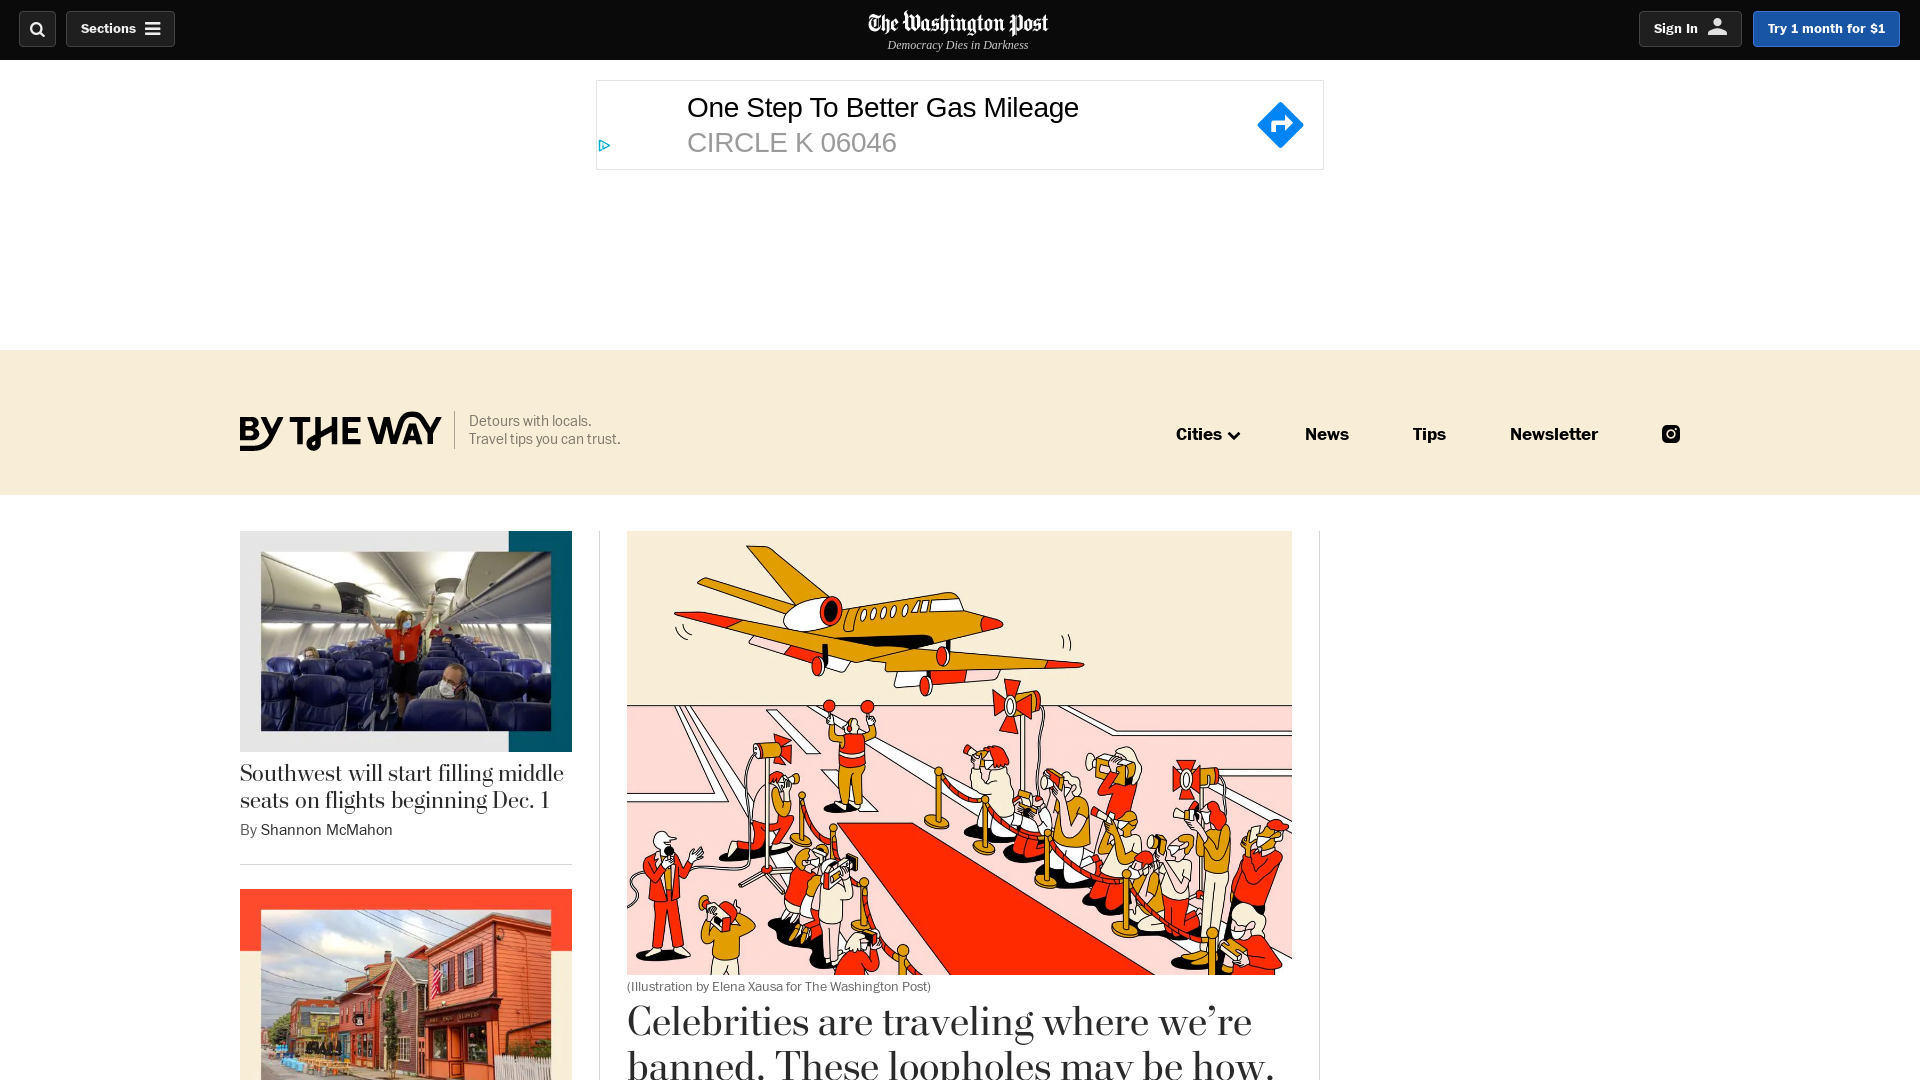 Sections
The Washington Post
Democracy Dies in Darkness
Sign In
Try 1 month for $1
One Step To Better Gas Mileage
CIRCLE K 06046
BY THE WAY
Detours with locals.
Travel tips you can trust.
Cities
News
Tips
Newsletter
Southwest will start filling middle
seats on flights beginning Dec. 1
By Shannon McMahon
(Illustration by Elena Xausa for The Washington Post)
Celebrities are traveling where we’re
banned. These loopholes may be how.